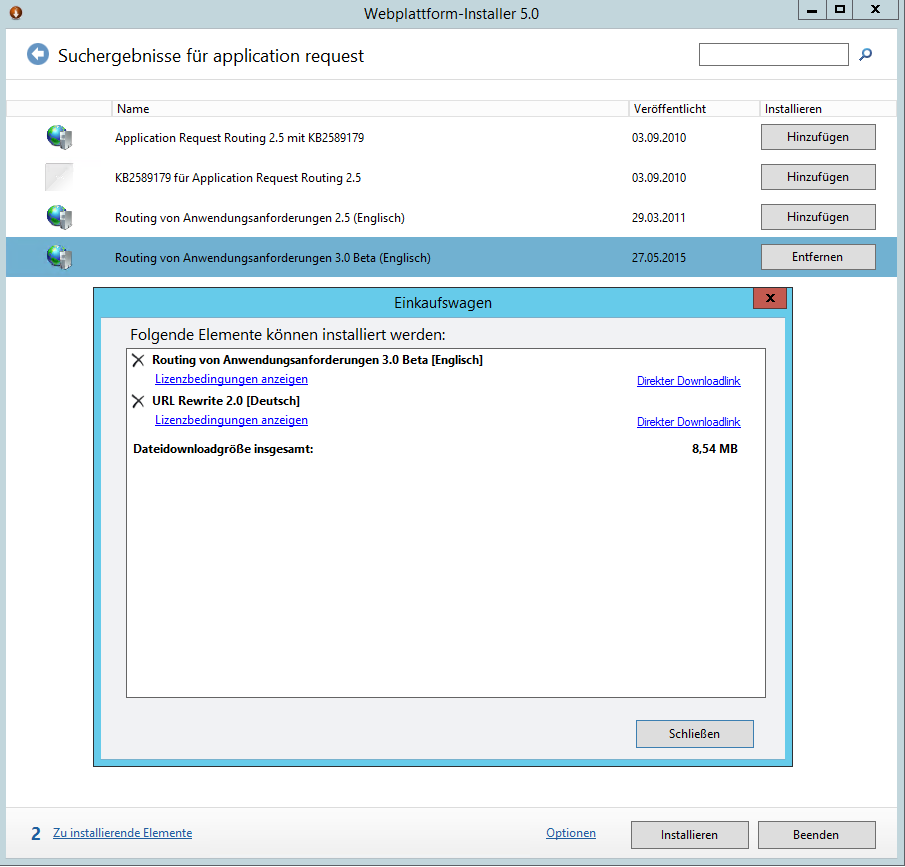 Webplattform-Installer 5.0
Suchergebnisse für application request
Name Veröffentlicht Installieren
Application Request Routing 2.5 mit KB2589179 03.09.2010 Hinzufügen
KB2589179 für Application Request Routing 2.5 03.09.2010 Hinzufügen
Routing von Anwendungsanforderungen 2.5 (Englisch) 29.03.2011 Hinzufügen
Routing von Anwendungsanforderungen 3.0 Beta (Englisch) 27.05.2015 Entfernen
Einkaufswagen
Folgende Elemente können installiert werden:
Routing von Anwendungsanforderungen 3.0 Beta [Englisch]
Lizenzbedingungen anzeigen Direkter Downloadlink
URL Rewrite 2.0 [Deutsch]
Lizenzbedingungen anzeigen Direkter Downloadlink
Dateidownloadgröße insgesamt: 8,54 MB
Schließen
2 Zu installierende Elemente Optionen Installieren Beenden